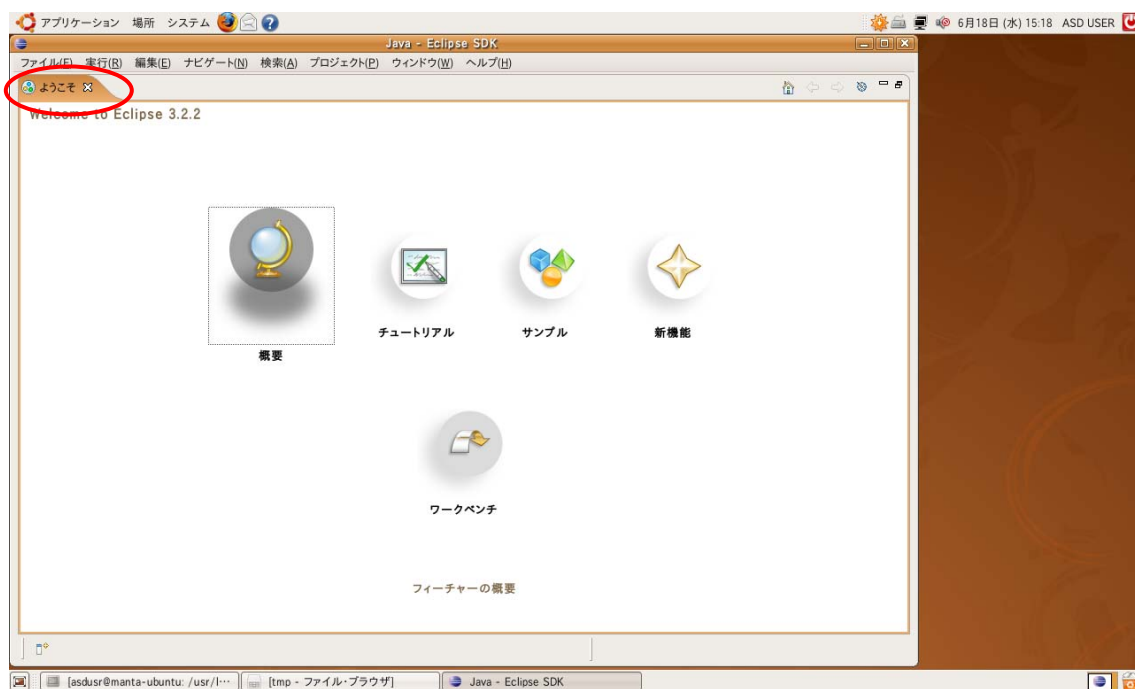 アプリケーション 場所 システム 6月18日 (水) 15:18 ASD USER
Java - Eclipse SDK
ファイル(F) 実行(R) 編集(E) ナビゲート(N) 検索(A) プロジェクト(P) ウィンドウ(W) ヘルプ(H)
ようこそ
Welcome to Eclipse 3.2.2
概要
チュートリアル
サンプル
新機能
ワークベンチ
フィーチャーの概要
[asdusr@manta-ubuntu: /usr/l… [tmp - ファイル・ブラウザ] Java - Eclipse SDK